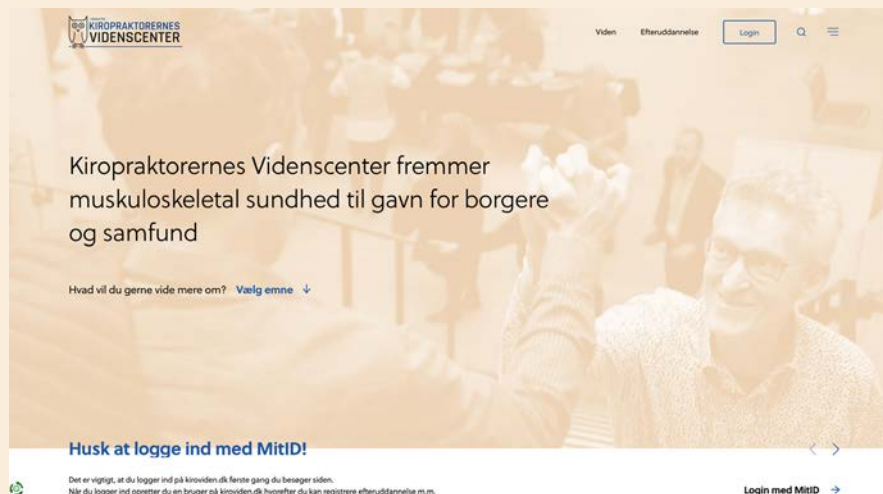 KIROPRAKTORERNES
VIDENSCENTER
Viden
Efteruddannelse
Login
Kiropraktorernes Videnscenter fremmer
muskuloskeletal sundhed til gavn for borgere
og samfund
Hvad vil du gerne vide mere om? Vælg emne ↓
Husk at logge ind med MitID!
Det er vigtigt, at du logger ind på kiroviden.dk første gang du besøger siden.
Når du logger ind opretter du en bruger på kiroviden.dk hvorefter du kan registrere efteruddannelse m.m.
Login med MitID →